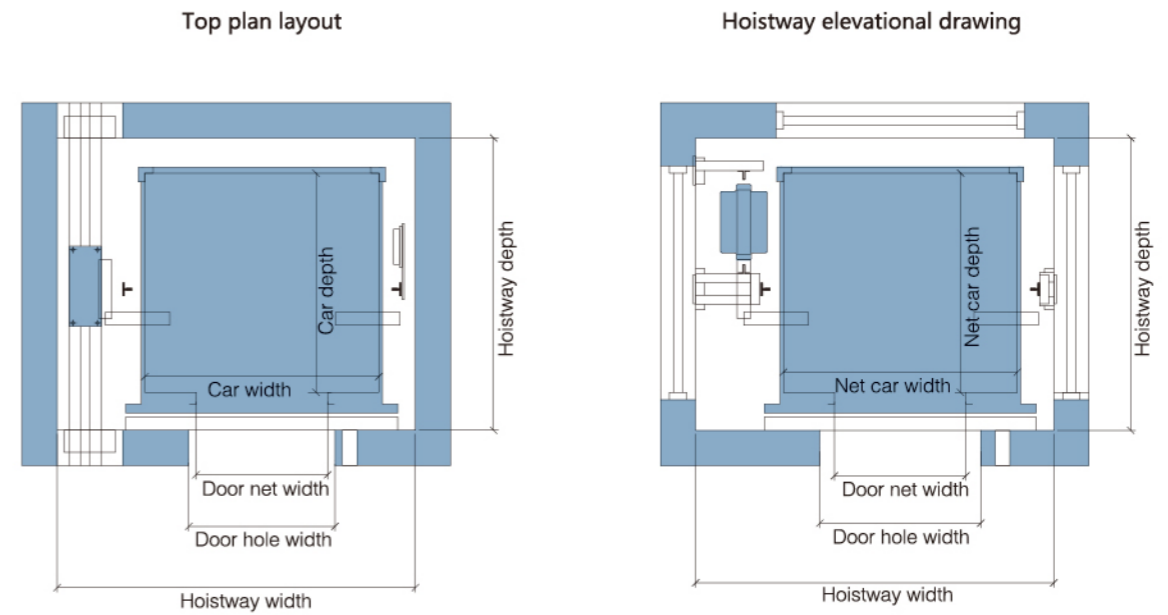 Top plan layout
Hoistway elevational drawing
Car depth
Hoistway depth
Car width
Door net width
Door hole width
Hoistway width
Net car depth
Hoistway depth
Net car width
Door net width
Door hole width
Hoistway width